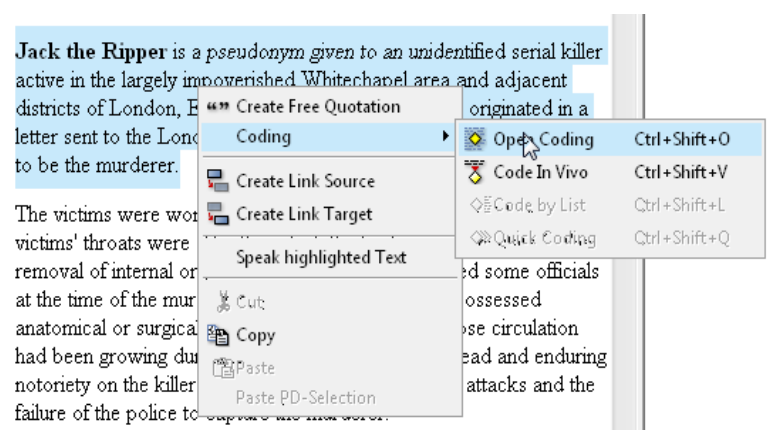 Jack the Ripper is a pseudonym given to an unidentified serial killer
active in the largely impoverished Whitechapel area and adjacent
districts of London, E
originated in a
letter sent to the Lond
to be the murderer.
The victims were wor
victims' throats were
removal of internal or
ed some officials
at the time of the mur
ossessed
anatomical or surgical
ose circulation
had been growing dur
ead and enduring
notoriety on the killer
attacks and the
failure of the police to capture the murderer.
Create Free Quotation
Coding
Create Link Source
Create Link Target
Speak highlighted Text
Cut
Copy
Paste
Paste PD-Selection
Open Coding Ctrl+Shift+O
Code In Vivo Ctrl+Shift+V
Code by List Ctrl+Shift+L
Quick Coding Ctrl+Shift+Q